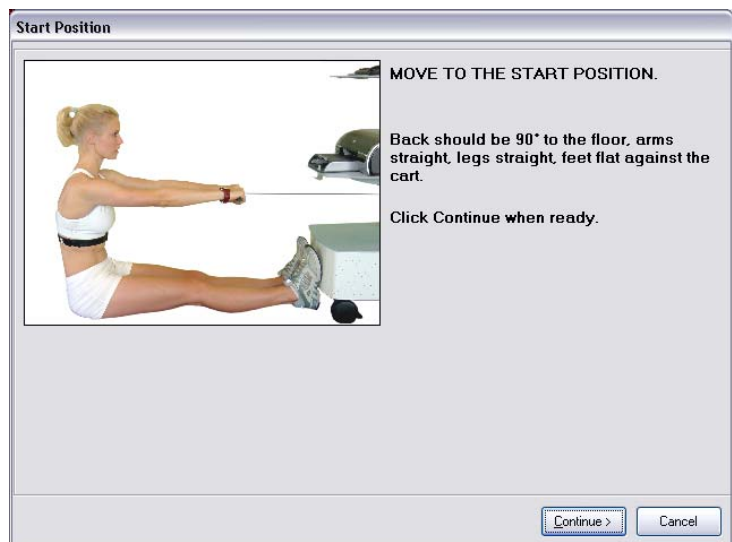 Start Position
MOVE TO THE START POSITION.
Back should be 90° to the floor, arms
straight, legs straight, feet flat against the
cart.
Click Continue when ready.
Continue >
Cancel